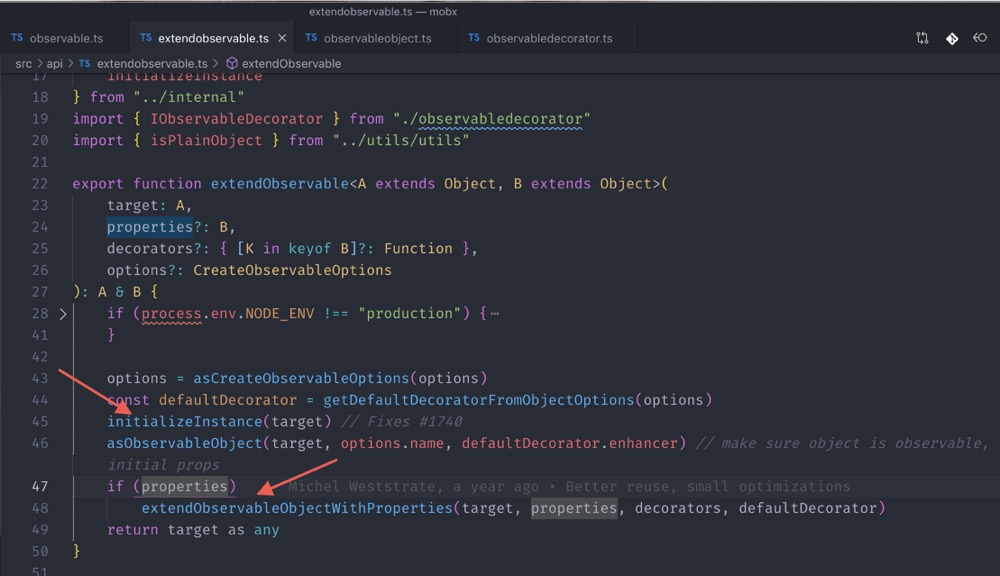 extendobservable.ts — mobx
TS observable.ts TS extendobservable.ts × TS observableobject.ts TS observabledecorator.ts
src > api > TS extendobservable.ts > extendObservable
17 initializeInstance
18 } from "../internal"
19 import { IObservableDecorator } from "./observabledecorator"
20 import { isPlainObject } from "../utils/utils"
21
22 export function extendObservable<A extends Object, B extends Object>(
23 target: A,
24 properties?: B,
25 decorators?: { [K in keyof B]?: Function },
26 options?: CreateObservableOptions
27 ): A & B {
28 if (process.env.NODE_ENV !== "production") {⋯
41 }
42
43 options = asCreateObservableOptions(options)
44 const defaultDecorator = getDefaultDecoratorFromObjectOptions(options)
45 initializeInstance(target) // Fixes #1740
46 asObservableObject(target, options.name, defaultDecorator.enhancer) // make sure object is observable,
initial props
47 if (properties) Michel Weststrate, a year ago • Better reuse, small optimizations
48 extendObservableObjectWithProperties(target, properties, decorators, defaultDecorator)
49 return target as any
50 }
51